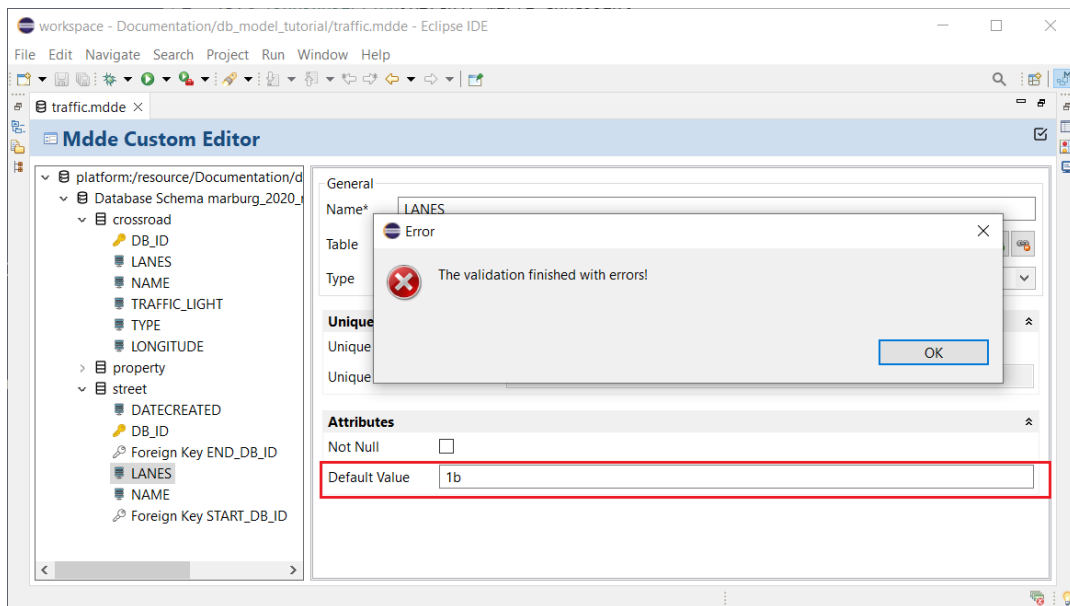 workspace - Documentation/db_model_tutorial/traffic.mdde - Eclipse IDE
File Edit Navigate Search Project Run Window Help
traffic.mdde
Mdde Custom Editor
platform:/resource/Documentation/d
Database Schema marburg_2020_
crossroad
DB_ID
LANES
NAME
TRAFFIC_LIGHT
TYPE
LONGITUDE
property
street
DATECREATED
DB_ID
Foreign Key END_DB_ID
LANES
NAME
Foreign Key START_DB_ID
General
Name* LANES
Table
Type
Error
The validation finished with errors!
OK
Unique
Unique
Unique
Attributes
Not Null
Default Value 1b